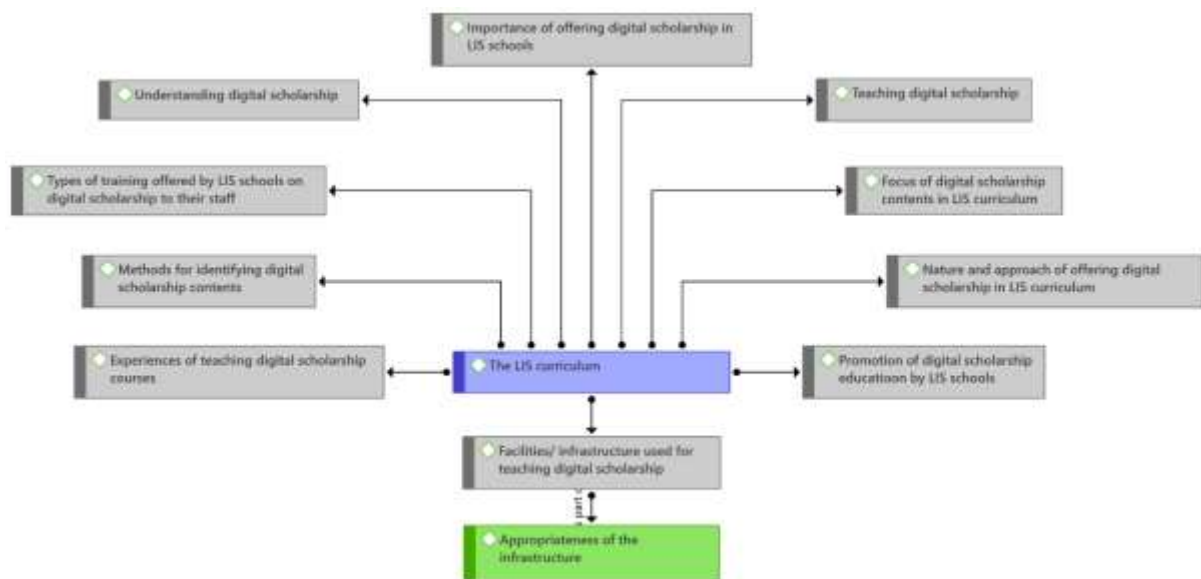 Importance of offering digital scholarship in
LIS schools
Understanding digital scholarship
Teaching digital scholarship
Types of training offered by LIS schools on
digital scholarship to their staff
Focus of digital scholarship
contents in LIS curriculum
Methods for identifying digital
scholarship contents
Nature and approach of offering digital
scholarship in LIS curriculum
Experiences of teaching digital scholarship
courses
The LIS curriculum
Promotion of digital scholarship
educatioon by LIS schools
Facilities/ infrastructure used for
teaching digital scholarship
part
Appropriateness of the
infrastructure